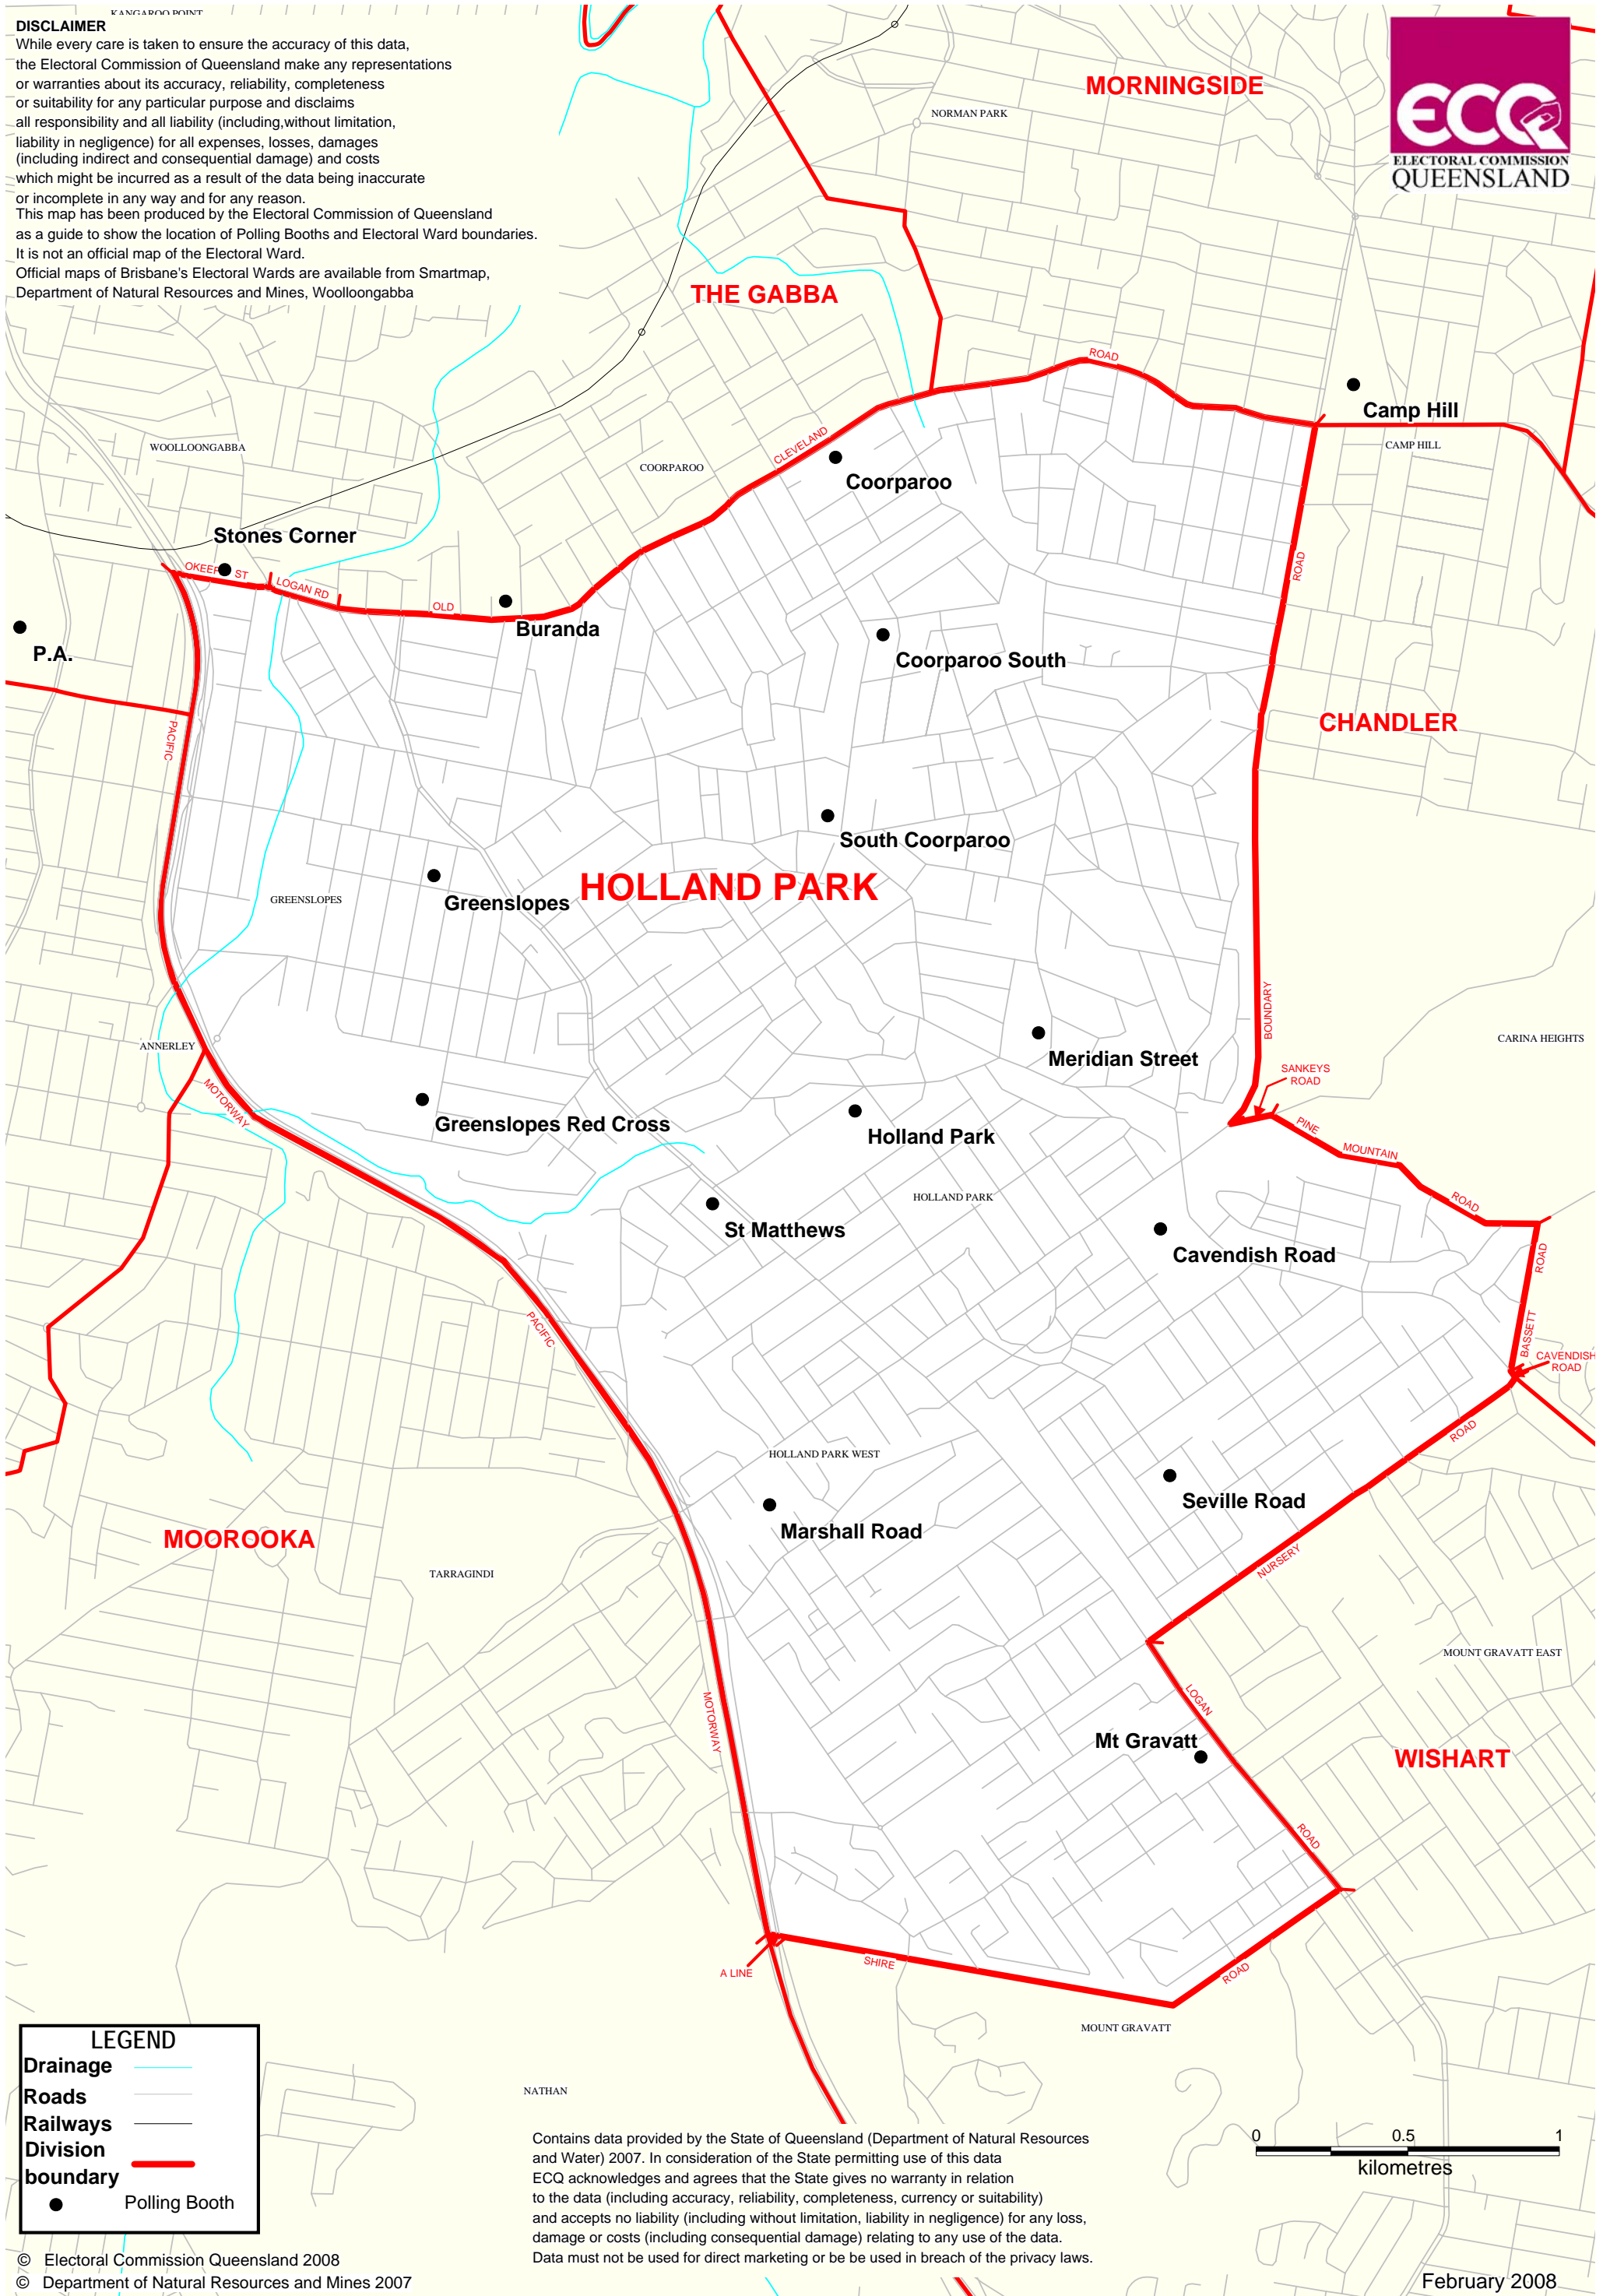 KANGAROO POINT
DISCLAIMER
While every care is taken to ensure the accuracy of this data,
the Electoral Commission of Queensland make any representations
or warranties about its accuracy, reliability, completeness
or suitability for any particular purpose and disclaims
all responsibility and all liability (including,without limitation,
liability in negligence) for all expenses, losses, damages
(including indirect and consequential damage) and costs
which might be incurred as a result of the data being inaccurate
or incomplete in any way and for any reason.
This map has been produced by the Electoral Commission of Queensland
as a guide to show the location of Polling Booths and Electoral Ward boundaries.
It is not an official map of the Electoral Ward.
Official maps of Brisbane's Electoral Wards are available from Smartmap,
Department of Natural Resources and Mines, Woolloongabba
MORNINGSIDE
NORMAN PARK
ECQ
ELECTORAL COMMISSION
QUEENSLAND
THE GABBA
ROAD
Camp Hill
CAMP HILL
WOOLLOONGABBA
COORPAROO
CLEVELAND
Coorparoo
Stones Corner
OKEEF ST
LOGAN RD
OLD
Buranda
ROAD
P.A.
Coorparoo South
PACIFIC
CHANDLER
South Coorparoo
HOLLAND PARK
GREENSLOPES
Greenslopes
BOUNDARY
CARINA HEIGHTS
ANNERLEY
Meridian Street
SANKEYS
ROAD
MOTORWAY
Greenslopes Red Cross
Holland Park
PINE
MOUNTAIN
ROAD
HOLLAND PARK
St Matthews
Cavendish Road
ROAD
PACIFIC
BASSETT
CAVENDISH
ROAD
ROAD
HOLLAND PARK WEST
Seville Road
Marshall Road
MOOROOKA
TARRAGINDI
NURSERY
MOUNT GRAVATT EAST
MOTORWAY
LOGAN
Mt Gravatt
WISHART
ROAD
A LINE
SHIRE
ROAD
MOUNT GRAVATT
NATHAN
LEGEND
Drainage
Roads
Railways
Division
boundary
Polling Booth
Contains data provided by the State of Queensland (Department of Natural Resources
and Water) 2007. In consideration of the State permitting use of this data
ECQ acknowledges and agrees that the State gives no warranty in relation
to the data (including accuracy, reliability, completeness, currency or suitability)
and accepts no liability (including without limitation, liability in negligence) for any loss,
damage or costs (including consequential damage) relating to any use of the data.
Data must not be used for direct marketing or be be used in breach of the privacy laws.
0 0.5 1
kilometres
© Electoral Commission Queensland 2008
© Department of Natural Resources and Mines 2007
February 2008